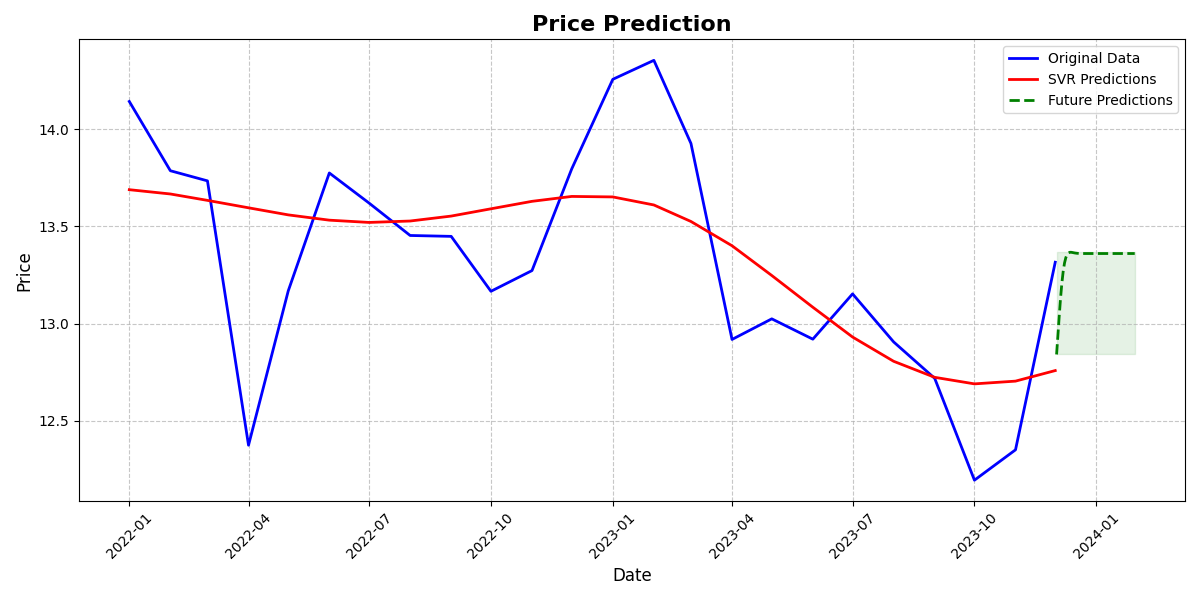 Price Prediction
Original Data
SVR Predictions
Future Predictions
Price
14.0
13.5
13.0
12.5
2022-01
2022-04
2022-07
2022-10
2023-01
2023-04
2023-07
2023-10
2024-01
Date